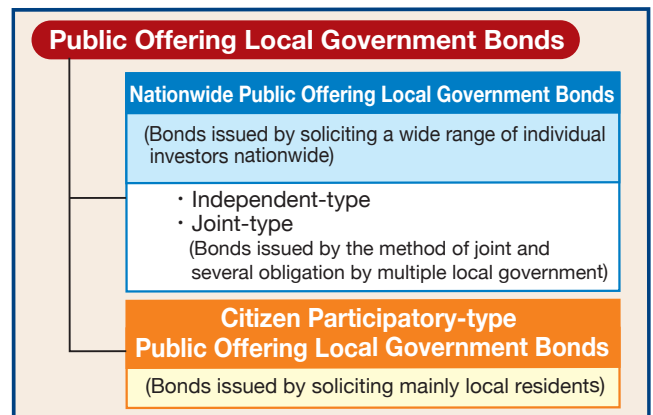 Public Offering Local Government Bonds
Nationwide Public Offering Local Government Bonds
(Bonds issued by soliciting a wide range of individual
investors nationwide)
・Independent-type
・Joint-type
(Bonds issued by the method of joint and
several obligation by multiple local government)
Citizen Participatory-type
Public Offering Local Government Bonds
(Bonds issued by soliciting mainly local residents)